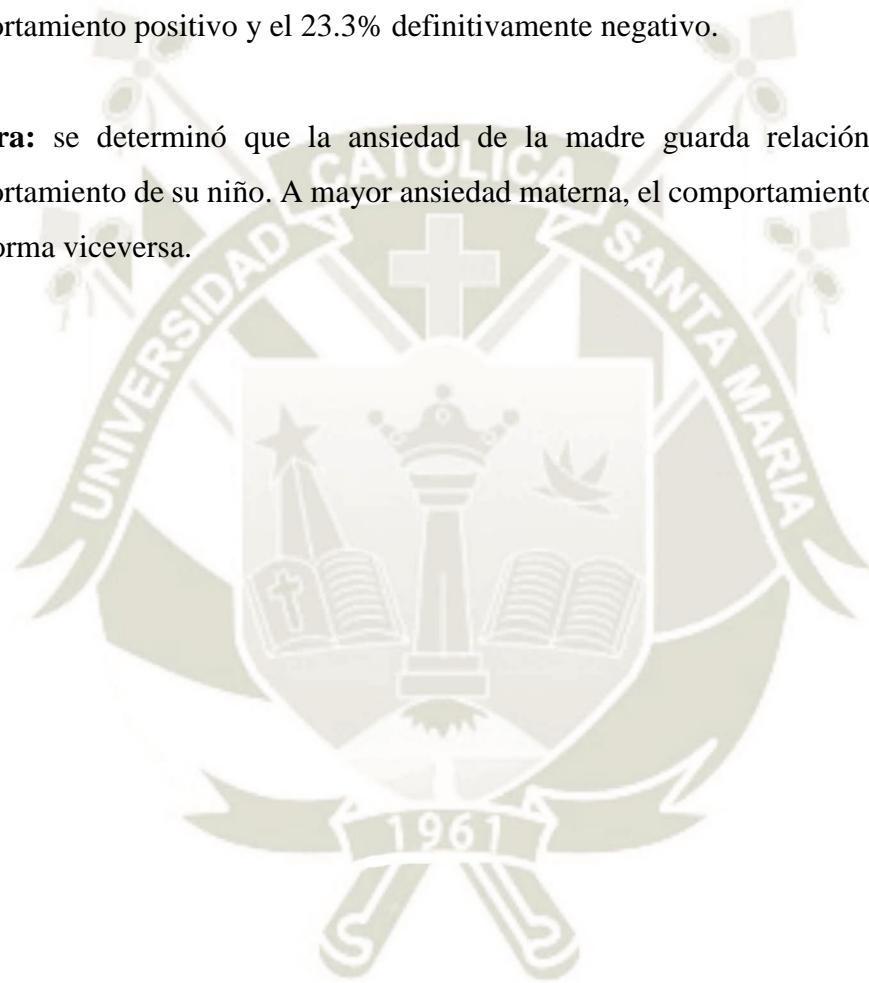 ortamiento positivo y el 23.3% definitivamente negativo.
ra: se determinó que la ansiedad de la madre guarda relación
ortamiento de su niño. A mayor ansiedad materna, el comportamiento
orma viceversa.
UNIVERSIDAD CATOLICA SANTA MARIA
1961